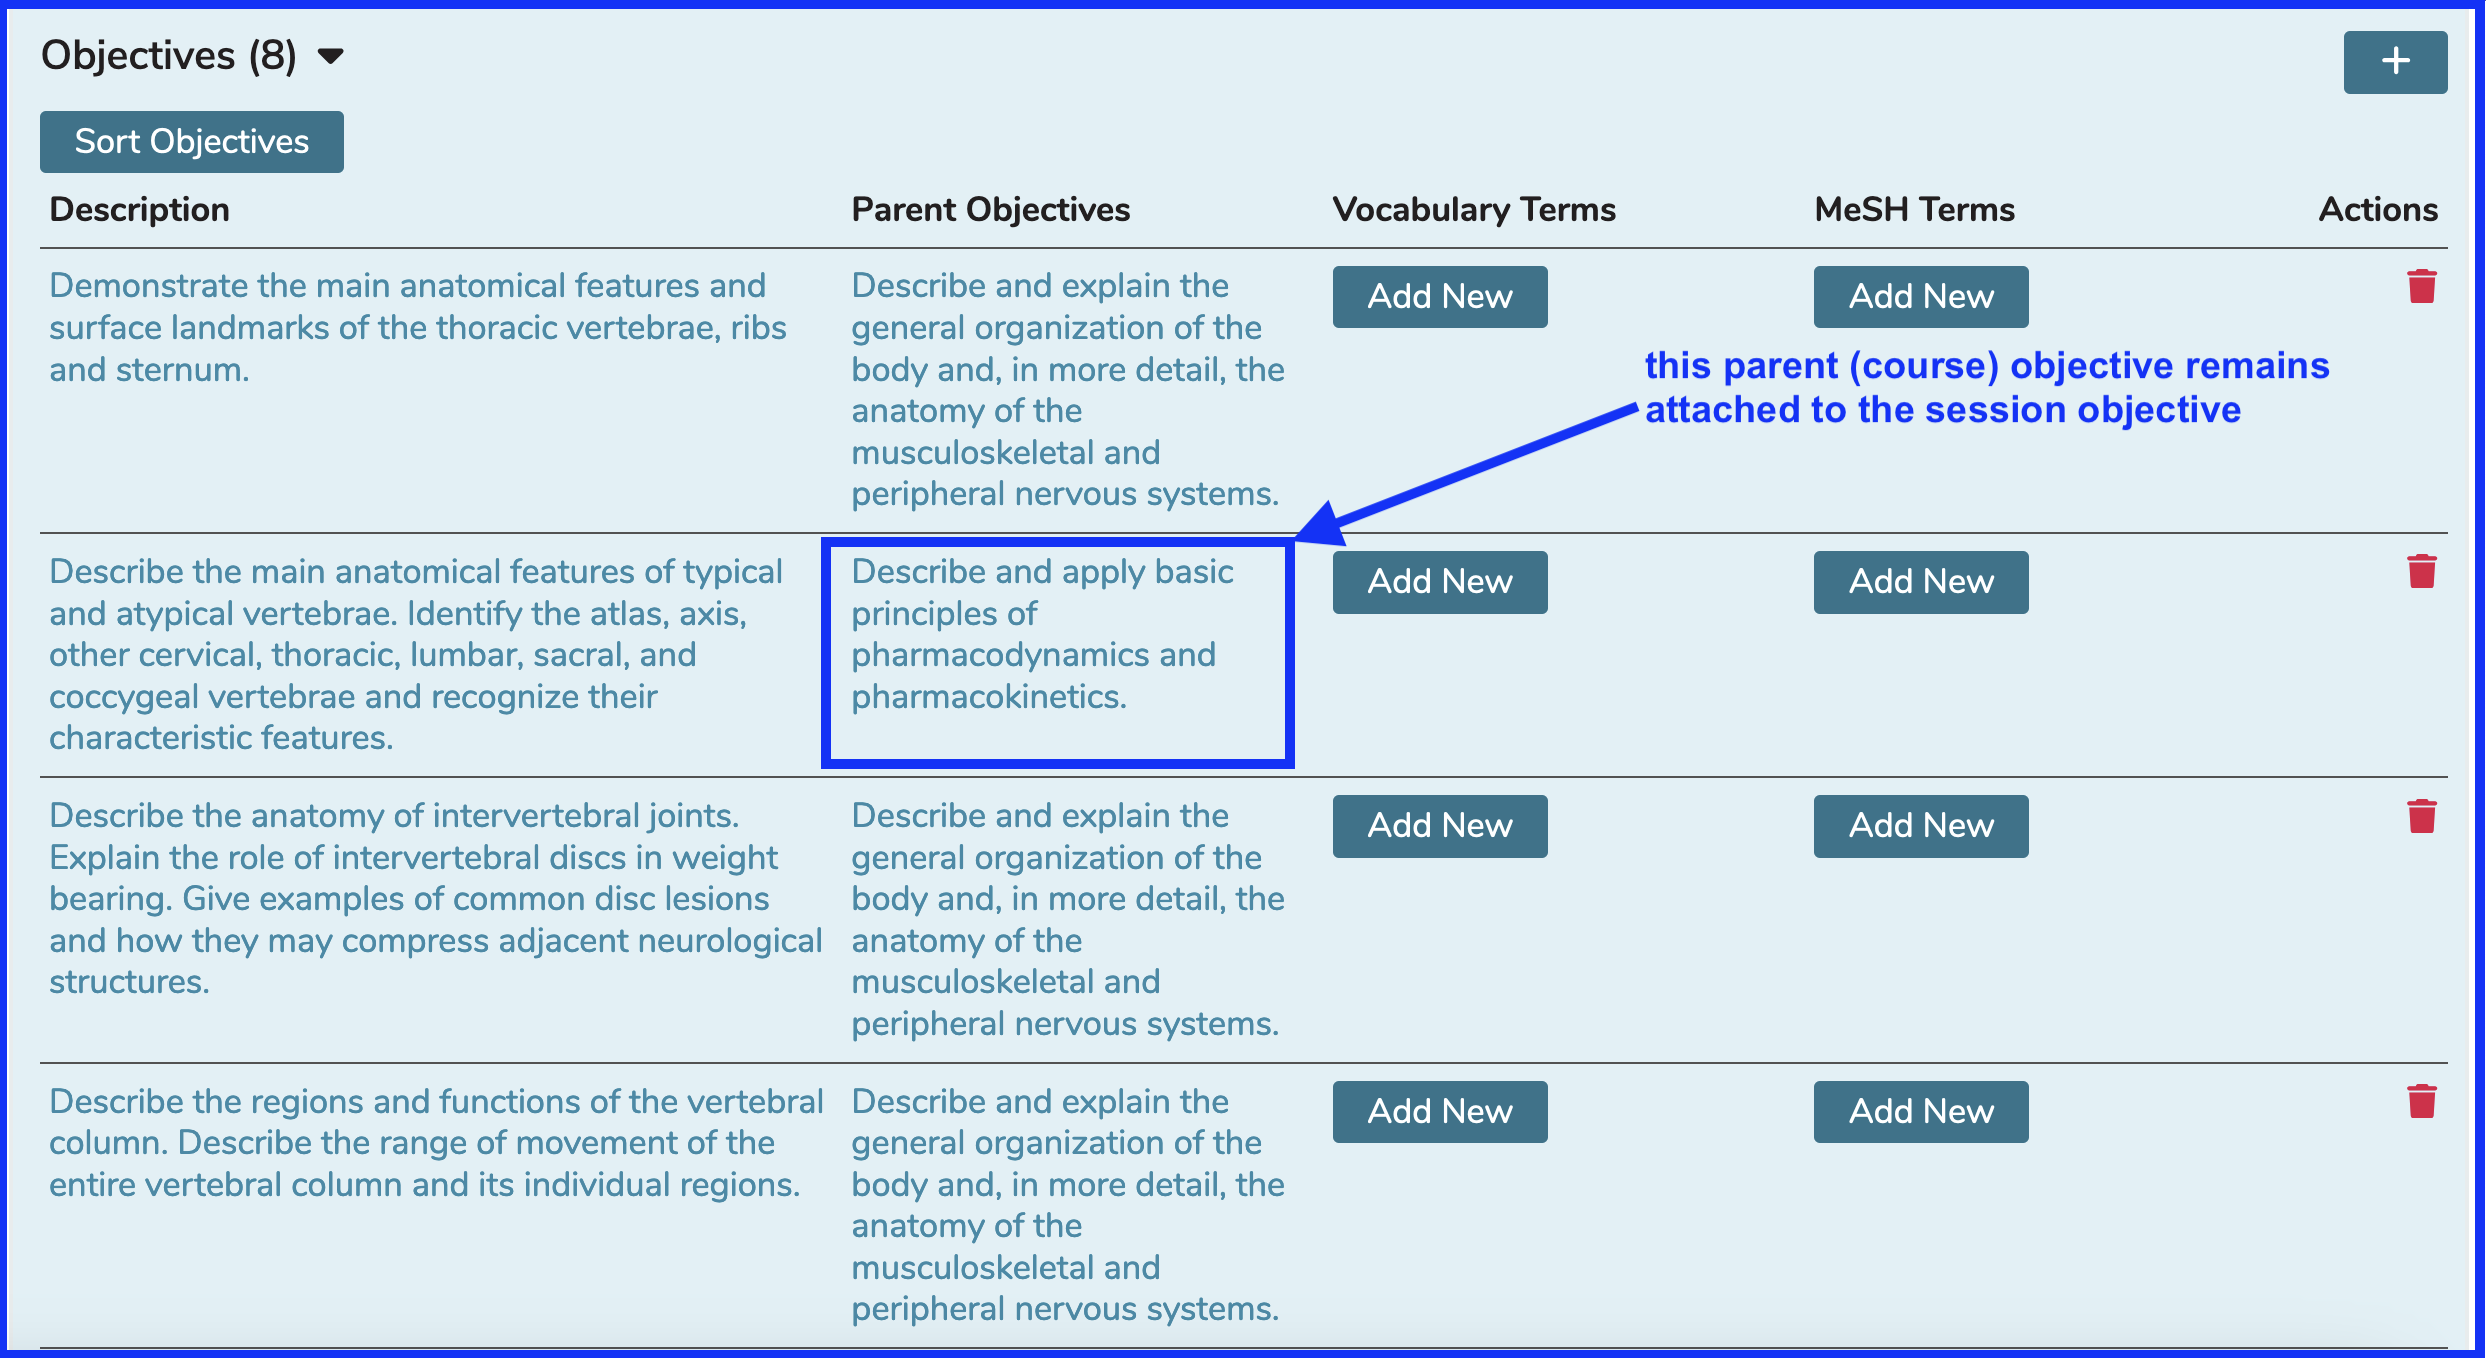 Objectives (8)
+
Sort Objectives
Description
Parent Objectives
Vocabulary Terms
MeSH Terms
Actions
Demonstrate the main anatomical features and
surface landmarks of the thoracic vertebrae, ribs
and sternum.
Describe and explain the
general organization of the
body and, in more detail, the
anatomy of the
musculoskeletal and
peripheral nervous systems.
Add New
Add New
this parent (course) objective remains
attached to the session objective
Describe the main anatomical features of typical
and atypical vertebrae. Identify the atlas, axis,
other cervical, thoracic, lumbar, sacral, and
coccygeal vertebrae and recognize their
characteristic features.
Describe and apply basic
principles of
pharmacodynamics and
pharmacokinetics.
Add New
Add New
Describe the anatomy of intervertebral joints.
Explain the role of intervertebral discs in weight
bearing. Give examples of common disc lesions
and how they may compress adjacent neurological
structures.
Describe and explain the
general organization of the
body and, in more detail, the
anatomy of the
musculoskeletal and
peripheral nervous systems.
Add New
Add New
Describe the regions and functions of the vertebral
column. Describe the range of movement of the
entire vertebral column and its individual regions.
Describe and explain the
general organization of the
body and, in more detail, the
anatomy of the
musculoskeletal and
peripheral nervous systems.
Add New
Add New